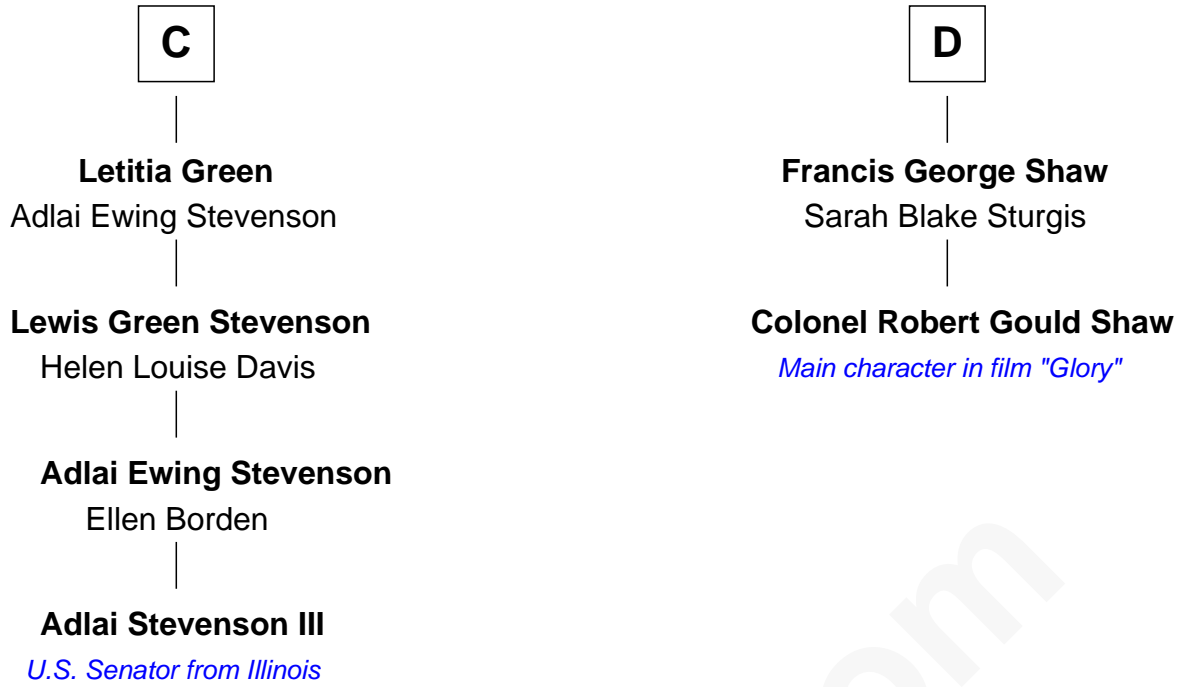 C
Letitia Green
Adlai Ewing Stevenson
Lewis Green Stevenson
Helen Louise Davis
Adlai Ewing Stevenson
Ellen Borden
Adlai Stevenson III
U.S. Senator from Illinois
D
Francis George Shaw
Sarah Blake Sturgis
Colonel Robert Gould Shaw
Main character in film "Glory"
om